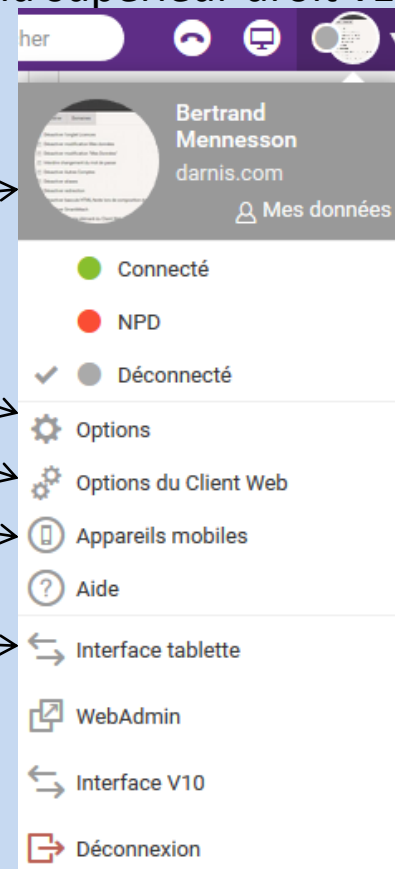 her
Bertrand
Mennesson
darnis.com
Mes données
Connecté
NPD
Déconnecté
Options
Options du Client Web
Appareils mobiles
? Aide
Interface tablette
WebAdmin
Interface V10
Déconnexion